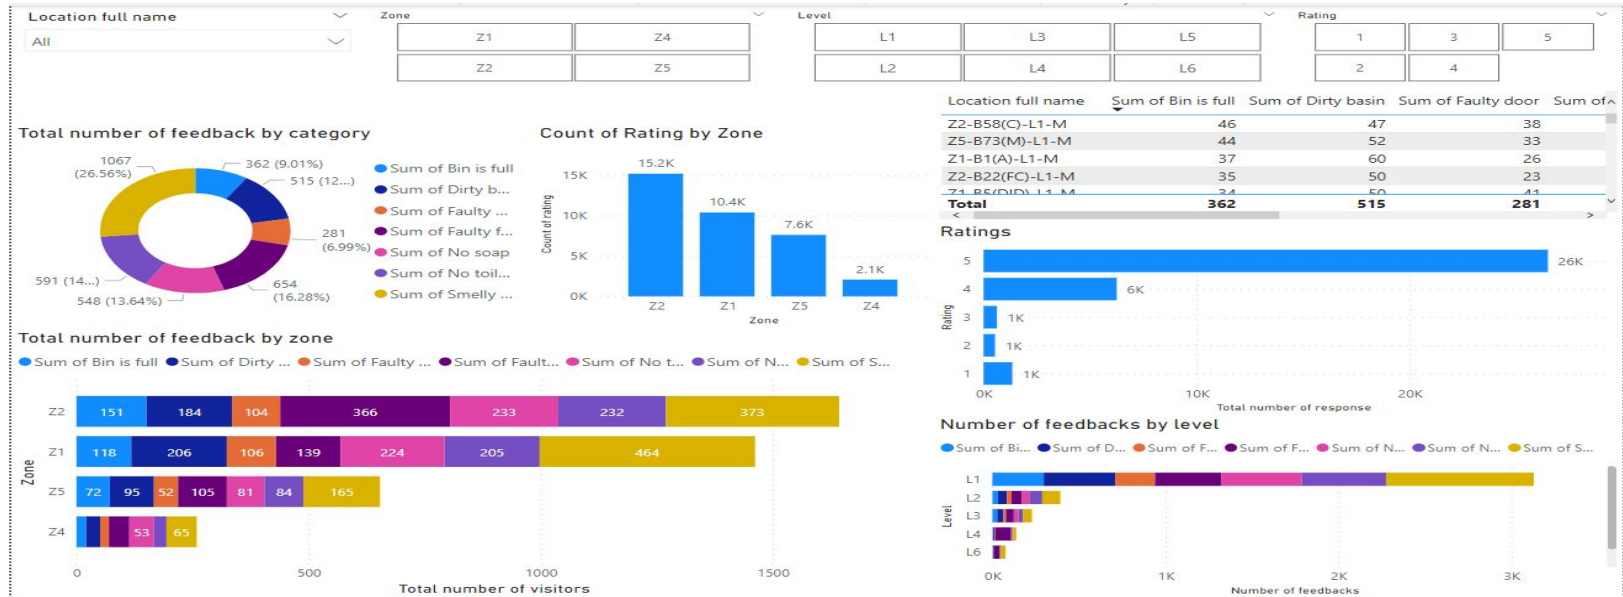 Location full name
All
Zone
Z1
Z4
Z2
Z5
Level
L1
L3
L5
L2
L4
L6
Rating
1
3
5
2
4
Total number of feedback by category
1067
(26.56%)
362 (9.01%)
515 (12...)
281
(6.99%)
654
(16.28%)
548 (13.64%)
591 (14...)
Sum of Bin is full
Sum of Dirty b...
Sum of Faulty ...
Sum of Faulty f...
Sum of No soap
Sum of No toil...
Sum of Smelly ...
Count of Rating by Zone
Count of rating
15K
10K
5K
0K
15.2K
10.4K
7.6K
2.1K
Z2
Z1
Z5
Z4
Zone
Location full name Sum of Bin is full Sum of Dirty basin Sum of Faulty door Sum of
Z2-B58(C)-L1-M 46 47 38
Z5-B73(M)-L1-M 44 52 33
Z1-B1(A)-L1-M 37 60 26
Z2-B22(FC)-L1-M 35 50 23
Z1-B5(DID)-L1-M 34 50 41
Total 362 515 281
Ratings
Rating
5 26K
4 6K
3 1K
2 1K
1 1K
0K 10K 20K
Total number of response
Total number of feedback by zone
Sum of Bin is full Sum of Dirty ... Sum of Faulty ... Sum of Fault... Sum of No t... Sum of N... Sum of S...
Zone
Z2 151 184 104 366 233 232 373
Z1 118 206 106 139 224 205 464
Z5 72 95 52 105 81 84 165
Z4 53 65
0 500 1000 1500
Total number of visitors
Number of feedbacks by level
Sum of Bi... Sum of D... Sum of F... Sum of F... Sum of N... Sum of N... Sum of S...
Level
L1
L2
L3
L4
L6
0K 1K 2K 3K
Number of feedbacks